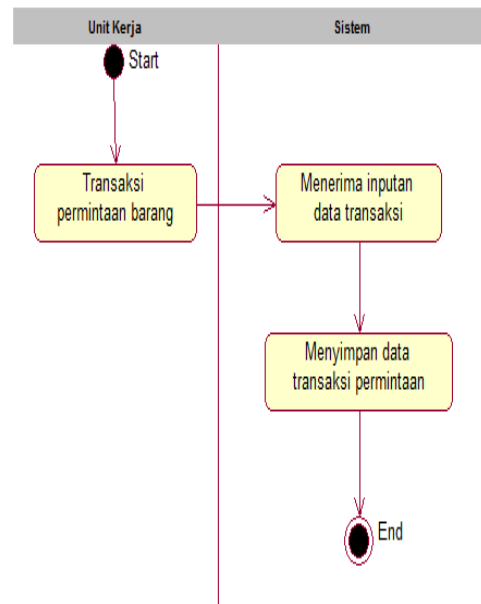 Unit Kerja
Sistem
Start
Transaksi
permintaan barang
Menerima inputan
data transaksi
Menyimpan data
transaksi permintaan
End